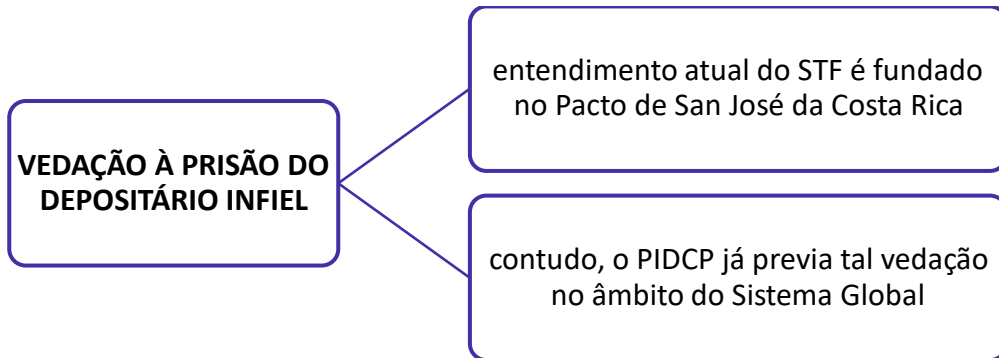 VEDAÇÃO À PRISÃO DO
DEPOSITÁRIO INFIEL
entendimento atual do STF é fundado
no Pacto de San José da Costa Rica
contudo, o PIDCP já previa tal vedação
no âmbito do Sistema Global